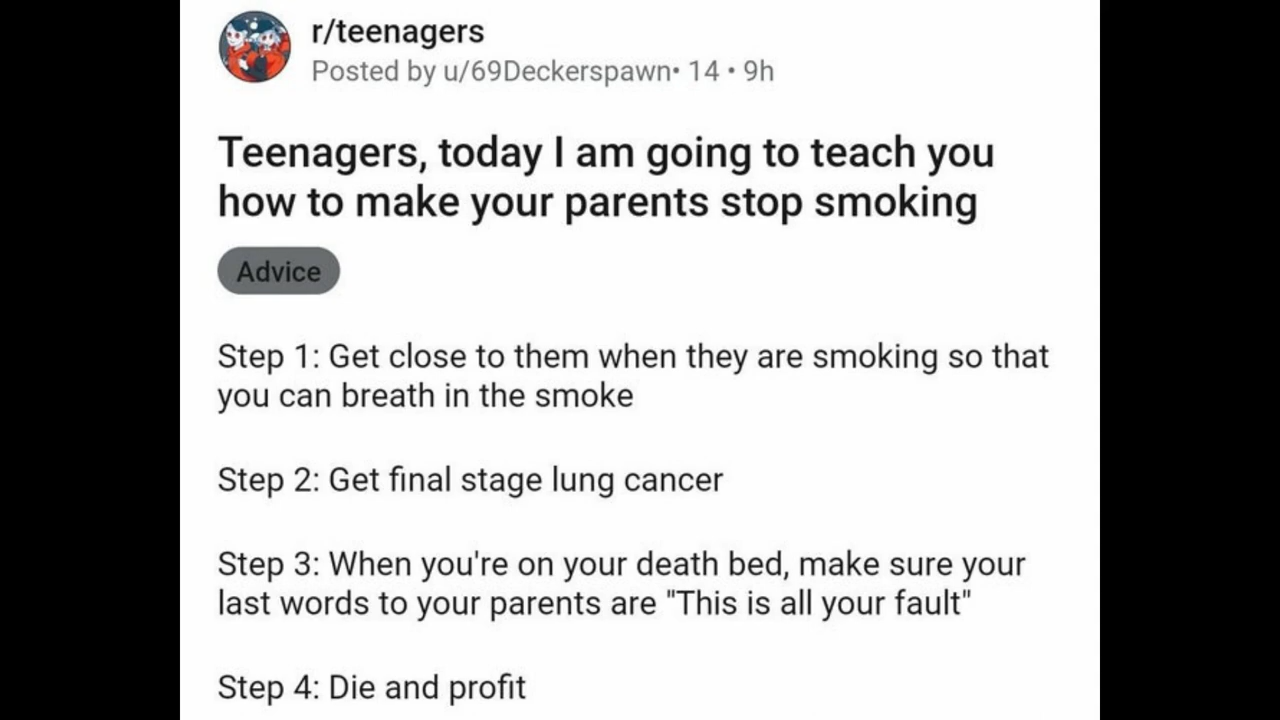 r/teenagers
Posted by u/69Deckerspawn• 14 • 9h
Teenagers, today I am going to teach you
how to make your parents stop smoking
Advice
Step 1: Get close to them when they are smoking so that
you can breath in the smoke
Step 2: Get final stage lung cancer
Step 3: When you're on your death bed, make sure your
last words to your parents are "This is all your fault"
Step 4: Die and profit